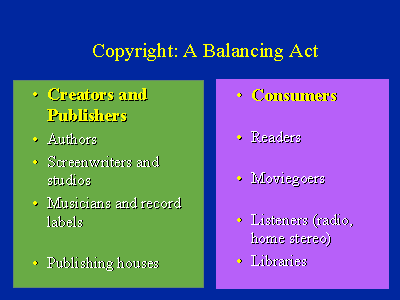 Copyright: A Balancing Act
• Creators and
Publishers
• Authors
• Screenwriters and
studios
• Musicians and record
labels
• Publishing houses
• Consumers
• Readers
• Moviegoers
• Listeners (radio,
home stereo)
• Libraries